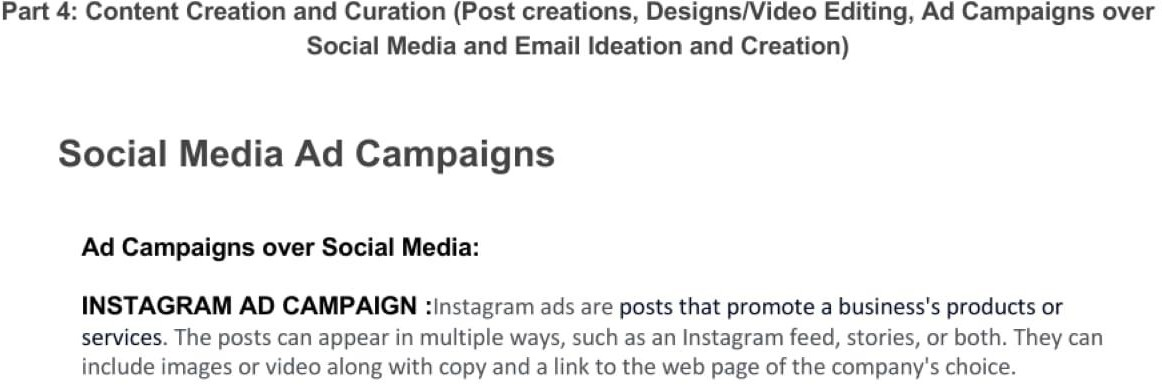 Part 4: Content Creation and Curation (Post creations, Designs/Video Editing, Ad Campaigns over
Social Media and Email Ideation and Creation)
Social Media Ad Campaigns
Ad Campaigns over Social Media:
INSTAGRAM AD CAMPAIGN :Instagram ads are posts that promote a business's products or
services. The posts can appear in multiple ways, such as an Instagram feed, stories, or both. They can
include images or video along with copy and a link to the web page of the company's choice.